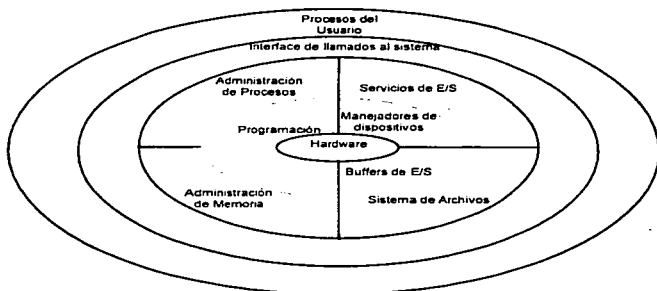 Procesos del
Usuario
Interface de llamados al sistema
Administración
de Procesos
Servicios de E/S
Programación
Manejadores de
dispositivos
Hardware
Buffers de E/S
Administración
de Memoria
Sistema de Archivos